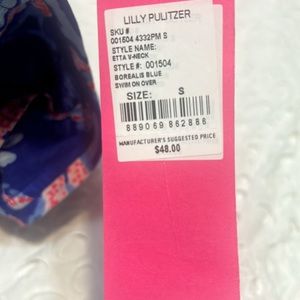 LILLY PULITZER
SKU #
001504 4332PM S
STYLE NAME:
ETTA V-NECK
STYLE #: 001504
BOREALIS BLUE
SWIM ON OVER
SIZE: S
889069 862886
MANUFACTURER'S SUGGESTED PRICE
$48.00